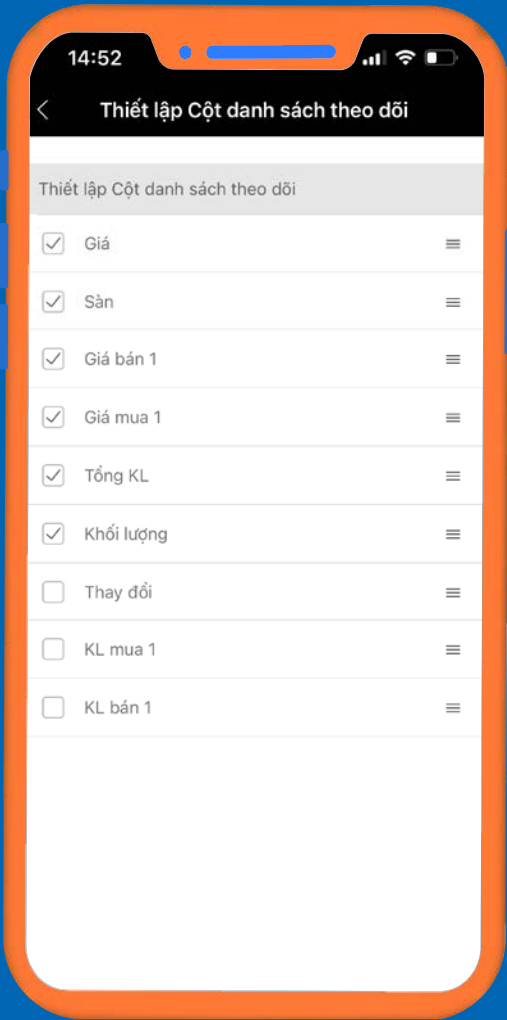 14:52
Thiết lập Cột danh sách theo dõi
Thiết lập Cột danh sách theo dõi
Giá
Sàn
Giá bán 1
Giá mua 1
Tổng KL
Khối lượng
Thay đổi
KL mua 1
KL bán 1